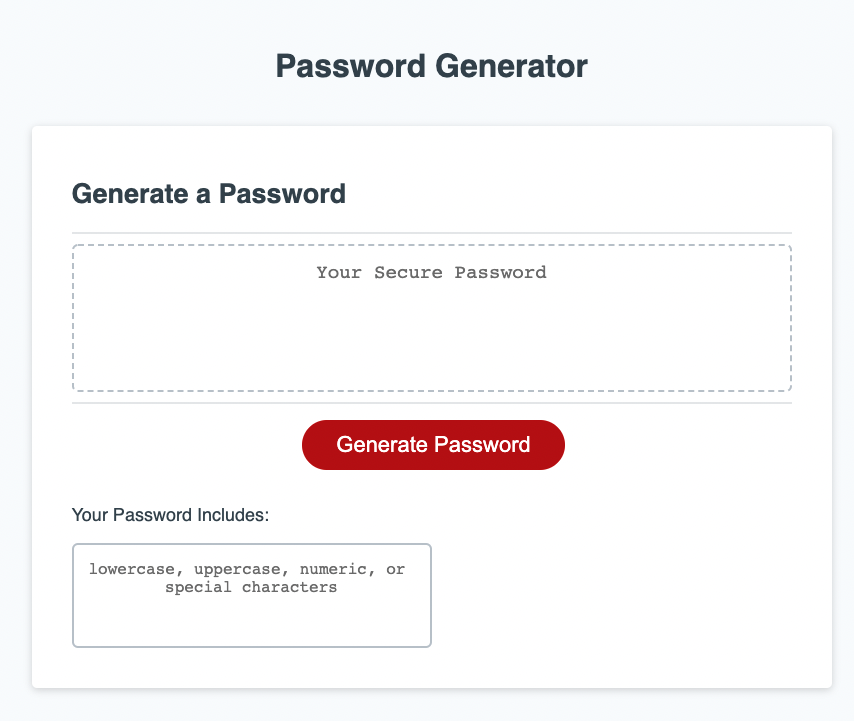 Password Generator
Generate a Password
Your Secure Password
Generate Password
Your Password Includes:
lowercase, uppercase, numeric, or
special characters